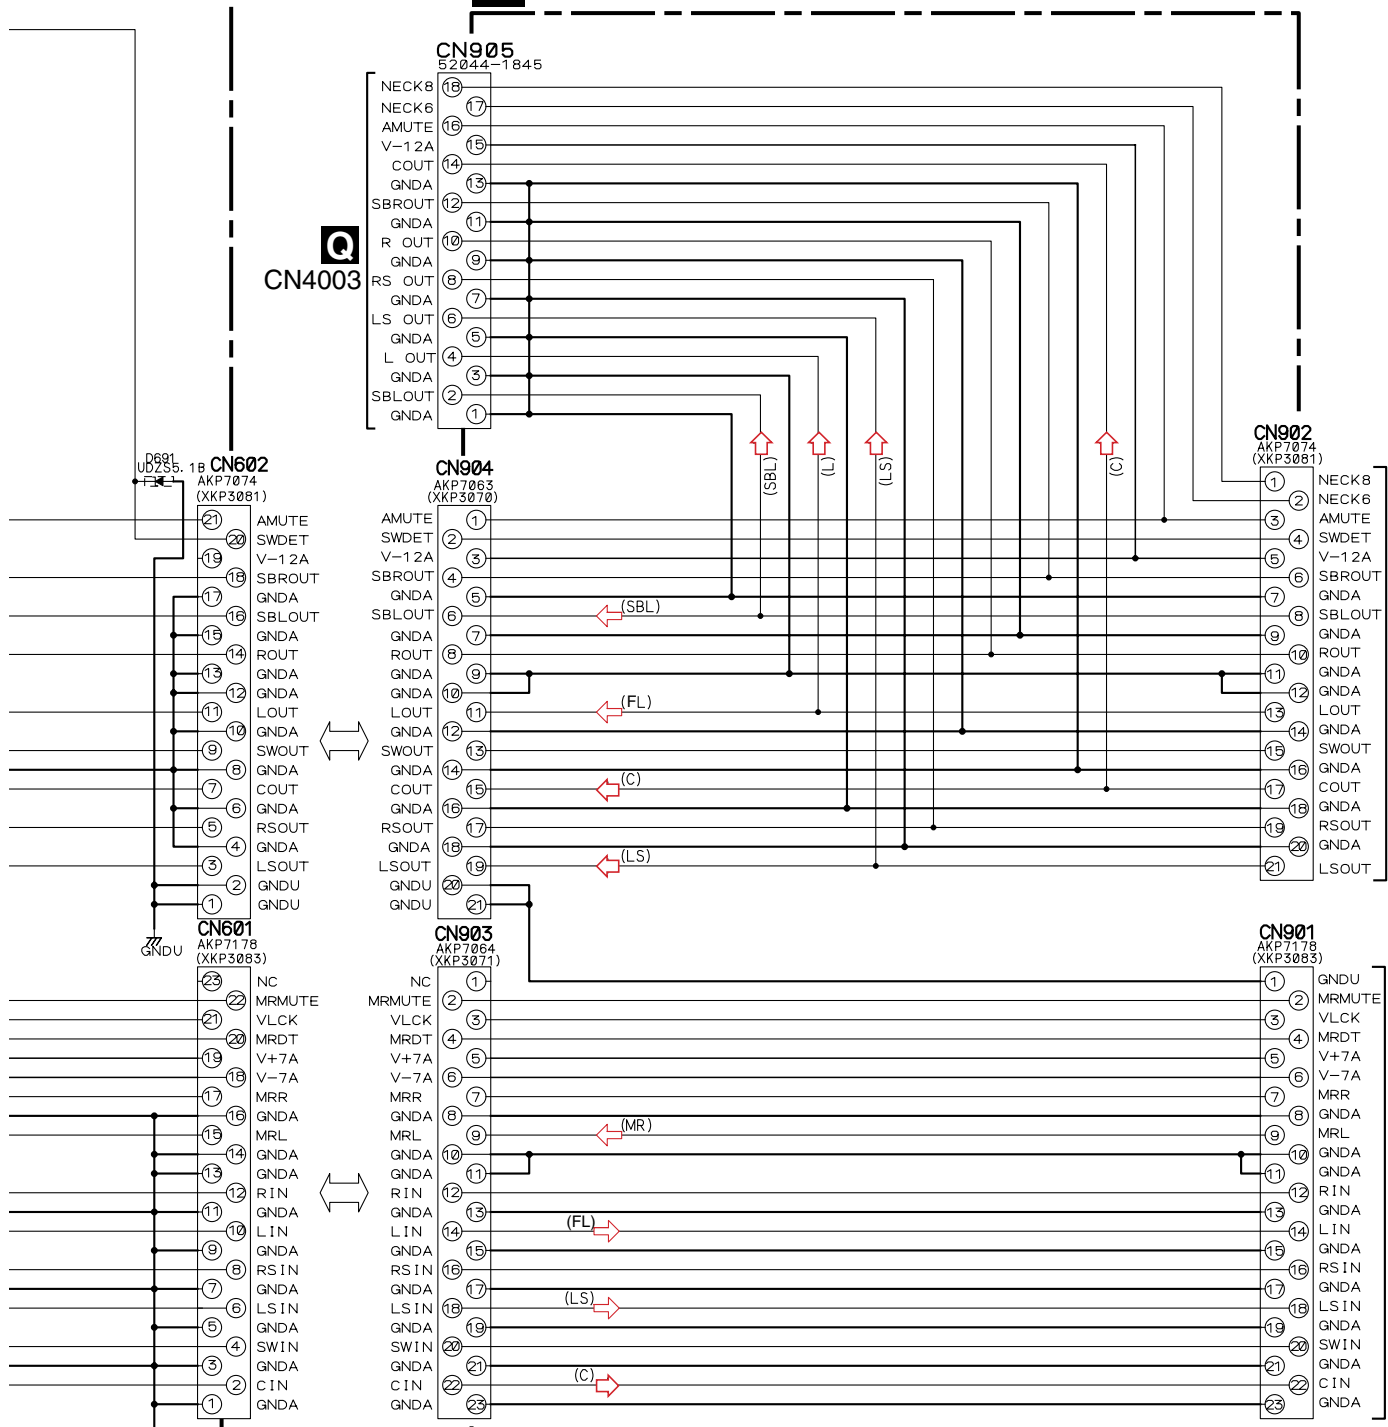 CN905
52044-1845
NECK8 18
NECK6 17
AMUTE 16
V-12A 15
COUT 14
GNDA 13
SBROUT 12
GNDA 11
R OUT 10
GNDA 9
RS OUT 8
GNDA 7
LS OUT 6
GNDA 5
L OUT 4
GNDA 3
SBLOUT 2
GNDA 1
Q
CN4003
(SBL)
(L)
(LS)
(C)
D691
UDZS5.1B
CN602
AKP7074
(XKP3081)
21 AMUTE
20 SWDET
19 V-12A
18 SBROUT
17 GNDA
16 SBLOUT
15 GNDA
14 ROUT
13 GNDA
12 GNDA
11 LOUT
10 GNDA
9 SWOUT
8 GNDA
7 COUT
6 GNDA
5 RSOUT
4 GNDA
3 LSOUT
2 GNDU
1 GNDU
GNDU
CN904
AKP7063
(XKP3070)
AMUTE 1
SWDET 2
V-12A 3
SBROUT 4
GNDA 5
SBLOUT 6
GNDA 7
ROUT 8
GNDA 9
GNDA 10
LOUT 11
GNDA 12
SWOUT 13
GNDA 14
COUT 15
GNDA 16
RSOUT 17
GNDA 18
LSOUT 19
GNDU 20
GNDU 21
(SBL)
(FL)
(C)
(LS)
CN902
AKP7074
(XKP3081)
1 NECK8
2 NECK6
3 AMUTE
4 SWDET
5 V-12A
6 SBROUT
7 GNDA
8 SBLOUT
9 GNDA
10 ROUT
11 GNDA
12 GNDA
13 LOUT
14 GNDA
15 SWOUT
16 GNDA
17 COUT
18 GNDA
19 RSOUT
20 GNDA
21 LSOUT
CN601
AKP7178
(XKP3083)
23 NC
22 MRMUTE
21 VLCK
20 MRDT
19 V+7A
18 V-7A
17 MRR
16 GNDA
15 MRL
14 GNDA
13 GNDA
12 RIN
11 GNDA
10 LIN
9 GNDA
8 RSIN
7 GNDA
6 LSIN
5 GNDA
4 SWIN
3 GNDA
2 CIN
1 GNDA
CN903
AKP7064
(XKP3071)
NC 1
MRMUTE 2
VLCK 3
MRDT 4
V+7A 5
V-7A 6
MRR 7
GNDA 8
MRL 9
GNDA 10
GNDA 11
RIN 12
GNDA 13
LIN 14
GNDA 15
RSIN 16
GNDA 17
LSIN 18
GNDA 19
SWIN 20
GNDA 21
CIN 22
GNDA 23
(MR)
(FL)
(LS)
(C)
CN901
AKP7178
(XKP3083)
1 GNDU
2 MRMUTE
3 VLCK
4 MRDT
5 V+7A
6 V-7A
7 MRR
8 GNDA
9 MRL
10 GNDA
11 GNDA
12 RIN
13 GNDA
14 LIN
15 GNDA
16 RSIN
17 GNDA
18 LSIN
19 GNDA
20 SWIN
21 GNDA
22 CIN
23 GNDA